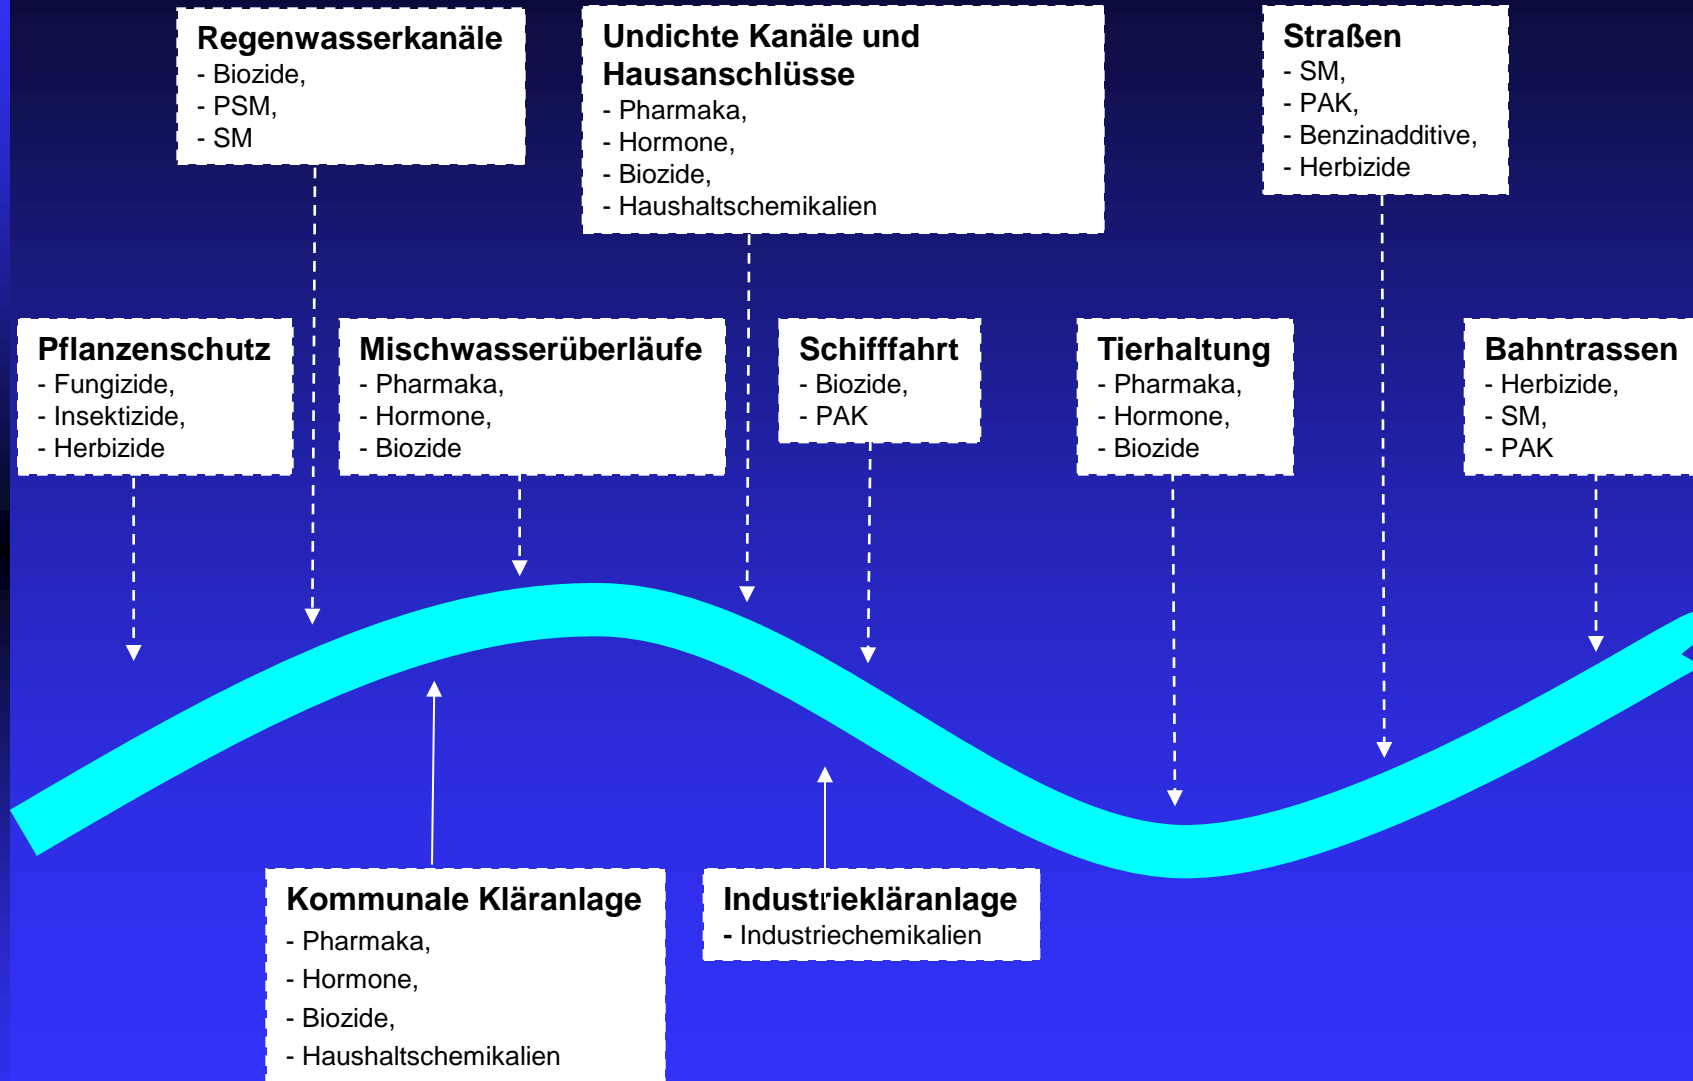 Regenwasserkanäle
- Biozide,
- PSM,
- SM
Undichte Kanäle und
Hausanschlüsse
- Pharmaka,
- Hormone,
- Biozide,
- Haushaltschemikalien
Straßen
- SM,
- PAK,
- Benzinadditive,
- Herbizide
Pflanzenschutz
- Fungizide,
- Insektizide,
- Herbizide
Mischwasserüberläufe
- Pharmaka,
- Hormone,
- Biozide
Schifffahrt
- Biozide,
- PAK
Tierhaltung
- Pharmaka,
- Hormone,
- Biozide
Bahntrassen
- Herbizide,
- SM,
- PAK
Kommunale Kläranlage
- Pharmaka,
- Hormone,
- Biozide,
- Haushaltschemikalien
Industriekläranlage
- Industriechemikalien